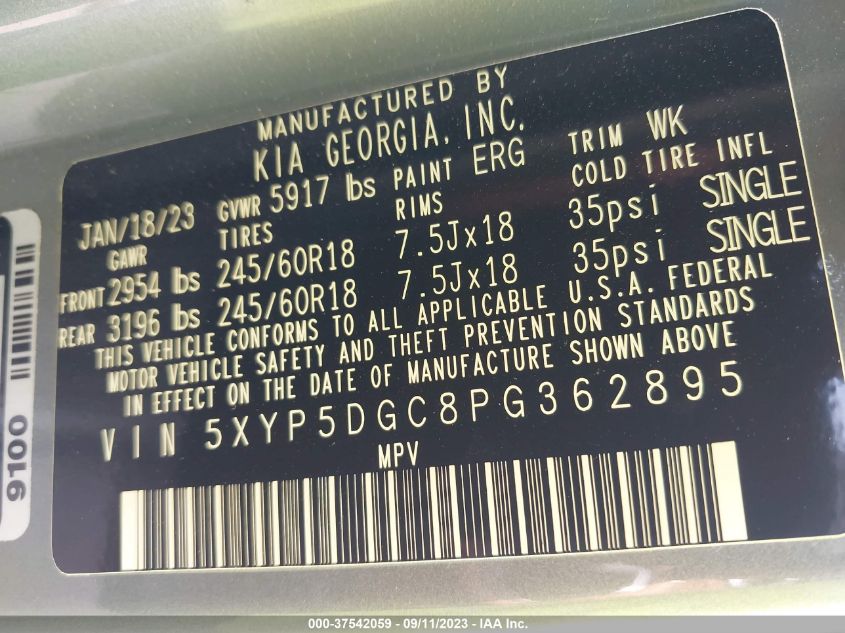 MANUFACTURED BY
KIA GEORGIA, INC.
JAN/18/23 GVWR 5917 lbs PAINT ERG TRIM WK
GAWR TIRES RIMS COLD TIRE INFL
FRONT 2954 lbs 245/60R18 7.5Jx18 35psi SINGLE
REAR 3196 lbs 245/60R18 7.5Jx18 35psi SINGLE
THIS VEHICLE CONFORMS TO ALL APPLICABLE U.S.A. FEDERAL
MOTOR VEHICLE SAFETY AND THEFT PREVENTION STANDARDS
IN EFFECT ON THE DATE OF MANUFACTURE SHOWN ABOVE
VIN 5XYP5DGC8PG362895
MPV
9100
000-37542059 - 09/11/2023 - IAA Inc.